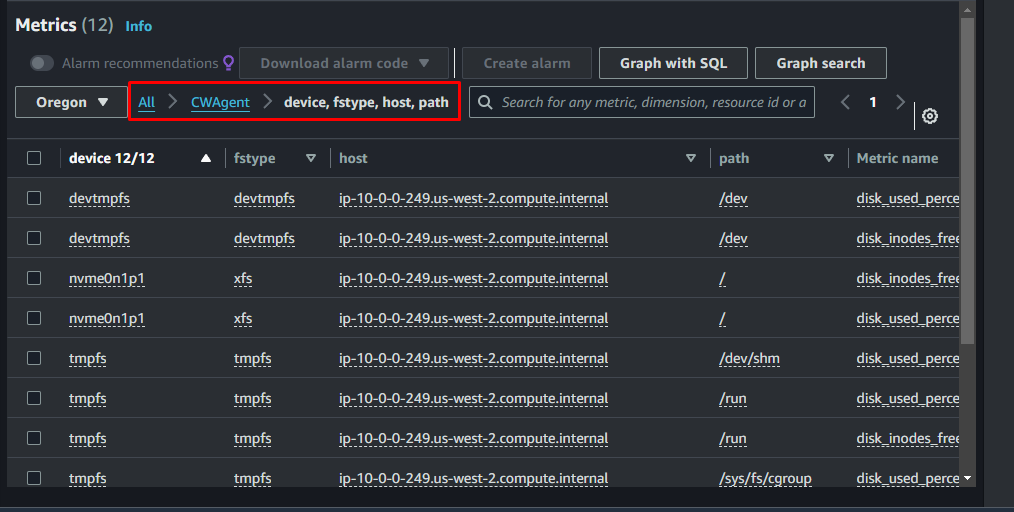 Metrics (12) Info
Alarm recommendations Download alarm code Create alarm Graph with SQL Graph search
Oregon All CWAgent device, fstype, host, path Search for any metric, dimension, resource id or a 1
device 12/12 fstype host path Metric name
devtmpfs devtmpfs ip-10-0-0-249.us-west-2.compute.internal /dev disk_used_perce
devtmpfs devtmpfs ip-10-0-0-249.us-west-2.compute.internal /dev disk_inodes_free
nvme0n1p1 xfs ip-10-0-0-249.us-west-2.compute.internal / disk_inodes_free
nvme0n1p1 xfs ip-10-0-0-249.us-west-2.compute.internal / disk_used_perce
tmpfs tmpfs ip-10-0-0-249.us-west-2.compute.internal /dev/shm disk_used_perce
tmpfs tmpfs ip-10-0-0-249.us-west-2.compute.internal /run disk_used_perce
tmpfs tmpfs ip-10-0-0-249.us-west-2.compute.internal /run disk_inodes_free
tmpfs tmpfs ip-10-0-0-249.us-west-2.compute.internal /sys/fs/cgroup disk_used_perce